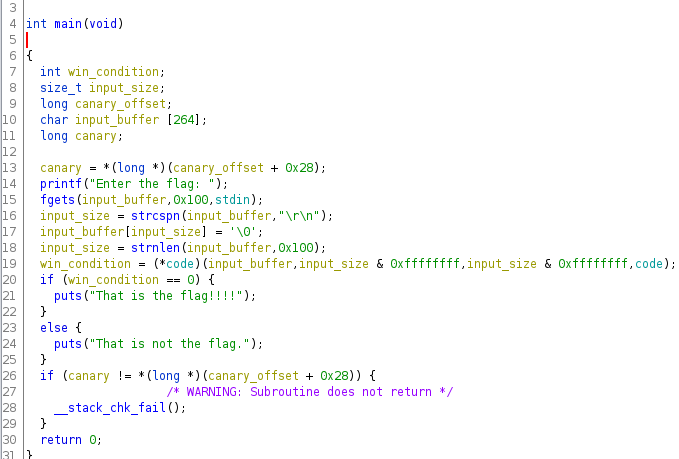 3
4 int main(void)
5
6 {
7 int win_condition;
8 size_t input_size;
9 long canary_offset;
10 char input_buffer [264];
11 long canary;
12
13 canary = *(long *)(canary_offset + 0x28);
14 printf("Enter the flag: ");
15 fgets(input_buffer,0x100,stdin);
16 input_size = strcspn(input_buffer,"\r\n");
17 input_buffer[input_size] = '\0';
18 input_size = strnlen(input_buffer,0x100);
19 win_condition = (*code)(input_buffer,input_size & 0xffffffff,input_size & 0xffffffff,code);
20 if (win_condition == 0) {
21 puts("That is the flag!!!!");
22 }
23 else {
24 puts("That is not the flag.");
25 }
26 if (canary != *(long *)(canary_offset + 0x28)) {
27 /* WARNING: Subroutine does not return */
28 __stack_chk_fail();
29 }
30 return 0;
31 }